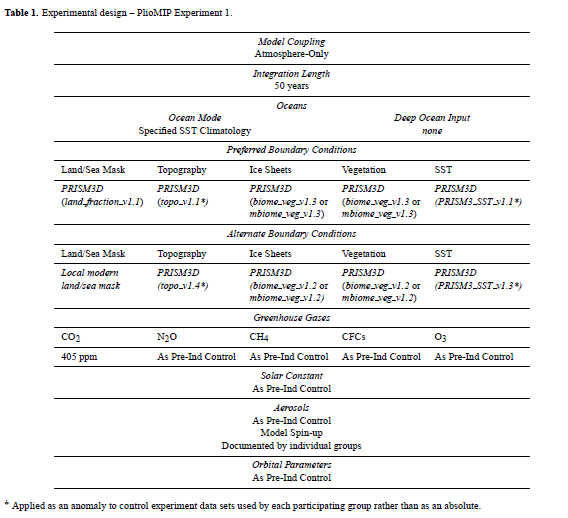 Table 1. Experimental design – PlioMIP Experiment 1.
Model Coupling
Atmosphere-Only
Integration Length
50 years
Oceans
Ocean Mode Deep Ocean Input
Specified SST Climatology none
Preferred Boundary Conditions
Land/Sea Mask Topography Ice Sheets Vegetation SST
PRISM3D PRISM3D PRISM3D PRISM3D PRISM3D
(land_fraction_v1.1) (topo_v1.1*) (biome_veg_v1.3 or (biome_veg_v1.3 or (PRISM3_SST_v1.1*)
mbiome_veg_v1.3) mbiome_veg_v1.3)
Alternate Boundary Conditions
Land/Sea Mask Topography Ice Sheets Vegetation SST
Local modern PRISM3D PRISM3D PRISM3D PRISM3D
land/sea mask (topo_v1.4*) (biome_veg_v1.2 or (biome_veg_v1.2 or (PRISM3_SST_v1.3*)
mbiome_veg_v1.2) mbiome_veg_v1.2)
Greenhouse Gases
CO2 N2O CH4 CFCs O3
405 ppm As Pre-Ind Control As Pre-Ind Control As Pre-Ind Control As Pre-Ind Control
Solar Constant
As Pre-Ind Control
Aerosols
As Pre-Ind Control
Model Spin-up
Documented by individual groups
Orbital Parameters
As Pre-Ind Control
* Applied as an anomaly to control experiment data sets used by each participating group rather than as an absolute.